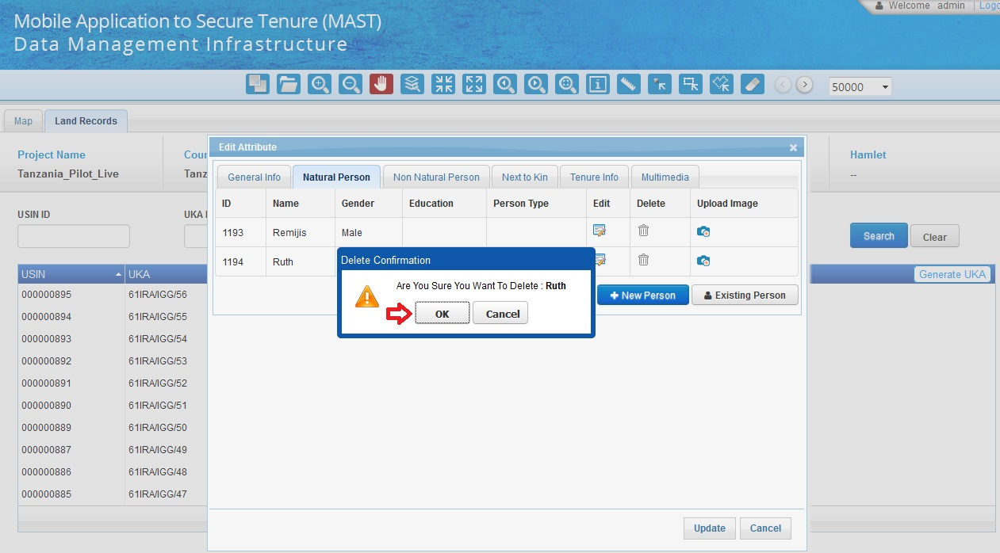 Welcome admin Logo
Mobile Application to Secure Tenure (MAST)
Data Management Infrastructure
50000
Map Land Records
Edit Attribute
Project Name
Tanzania_Pilot_Live
Coun
Tanz
Hamlet
--
General Info Natural Person Non Natural Person Next to Kin Tenure Info Multimedia
ID Name Gender Education Person Type Edit Delete Upload Image
1193 Remijis Male
1194 Ruth
USIN ID
UKA
Search Clear
Delete Confirmation
Are You Sure You Want To Delete : Ruth
OK Cancel
New Person Existing Person
USIN UKA Generate UKA
000000895 61IRA/IGG/56
000000894 61IRA/IGG/55
000000893 61IRA/IGG/54
000000892 61IRA/IGG/53
000000891 61IRA/IGG/52
000000890 61IRA/IGG/51
000000889 61IRA/IGG/50
000000887 61IRA/IGG/49
000000886 61IRA/IGG/48
000000885 61IRA/IGG/47
Update Cancel